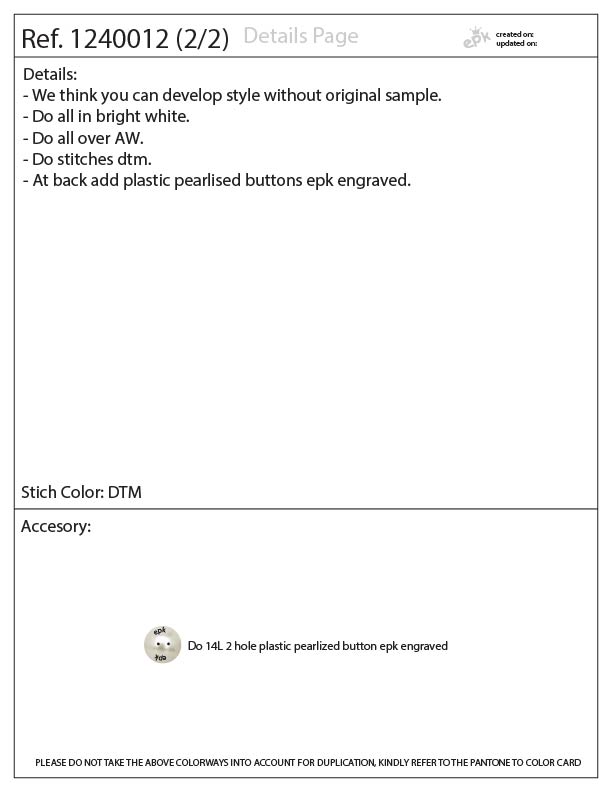 Ref. 1240012 (2/2) Details Page
epk
created on:
updated on:
Details:
- We think you can develop style without original sample.
- Do all in bright white.
- Do all over AW.
- Do stitches dtm.
- At back add plastic pearlised buttons epk engraved.
Stich Color: DTM
Accesory:
epk
epk
Do 14L 2 hole plastic pearlized button epk engraved
PLEASE DO NOT TAKE THE ABOVE COLORWAYS INTO ACCOUNT FOR DUPLICATION, KINDLY REFER TO THE PANTONE TO COLOR CARD